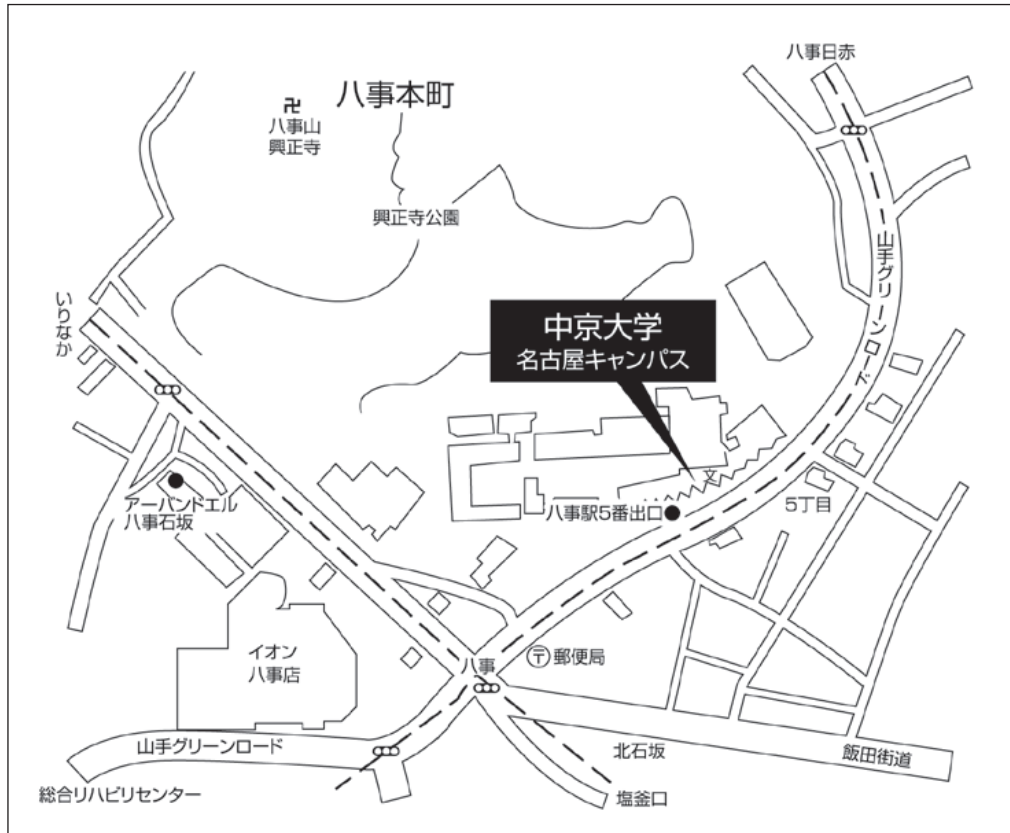 八事日赤
八事本町
卍
八事山
興正寺
興正寺公園
山手グリーンロード
いりなか
中京大学
名古屋キャンパス
文
アーバンドエル
八事石坂
八事駅5番出口
5丁目
イオン
八事店
八事
〒郵便局
山手グリーンロード
北石坂
飯田街道
総合リハビリセンター
塩釜口